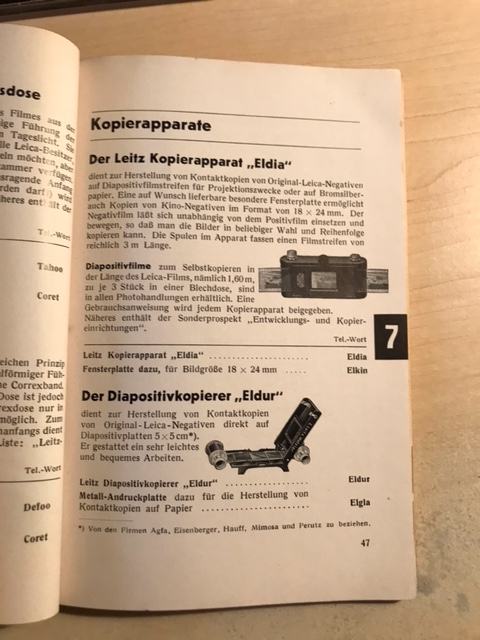 sdose
s Filmes aus der
ige Führung der
n Tageslicht. Sie
lle Leica-Besitzer,
ein möchten, aber
kammer verfügen,
usragende Anfang
rden darf) wird
äheres enthält der
Tel.-Wort
Tahoo
Coret
eichen Prinzip
alförmiger Füh-
he Correxband.
Dose ist jedoch
rexdose nur in
möglich. Zum
nanfangs dient
Liste: „Leitz-
Tel.-Wort
Defoo
Coret
Kopierapparate
Der Leitz Kopierapparat „Eldia“
dient zur Herstellung von Kontaktkopien von Original-Leica-Negativen
auf Diapositivfilmstreifen für Projektionszwecke oder auf Bromsilber-
papier. Eine auf Wunsch lieferbare besondere Fensterplatte ermöglicht
auch Kopien von Kino-Negativen im Format von 18 × 24 mm. Der
Negativfilm läßt sich unabhängig von dem Positivfilm einsetzen und
bewegen, so daß man die Bilder in beliebiger Wahl und Reihenfolge
kopieren kann. Die Spulen im Apparat fassen einen Filmstreifen von
reichlich 3 m Länge.
Diapositivfilme zum Selbstkopieren in
der Länge des Leica-Films, nämlich 1,60 m,
zu je 3 Stück in einer Blechdose, sind
in allen Photohandlungen erhältlich. Eine
Gebrauchsanweisung wird jedem Kopierapparat beigegeben.
Näheres enthält der Sonderprospekt „Entwicklungs- und Kopier-
einrichtungen“.
Tel.-Wort
Leitz Kopierapparat „Eldia“ . . . . . . . . . . . . . . . . . . . . . . Eldia
Fensterplatte dazu, für Bildgröße 18 × 24 mm . . . . . Elkin
7
Der Diapositivkopierer „Eldur“
dient zur Herstellung von Kontaktkopien
von Original-Leica-Negativen direkt auf
Diapositivplatten 5 × 5 cm*).
Er gestattet ein sehr leichtes
und bequemes Arbeiten.
Leitz Diapositivkopierer „Eldur“ . . . . . . . . . . . . . . . . . Eldur
Metall-Andruckplatte dazu für die Herstellung von
Kontaktkopien auf Papier . . . . . . . . . . . . . . . . . . . . . . Elgla
*) Von den Firmen Agfa, Eisenberger, Hauff, Mimosa und Perutz zu beziehen.
47